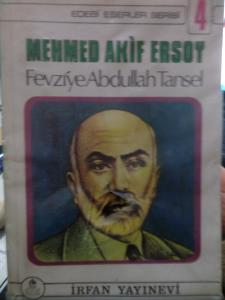 EDEBİ ESERLER SERİSİ
4
MEHMED AKİF ERSOY
Fevziye Abdullah Tansel
İRFAN YAYINEVİ